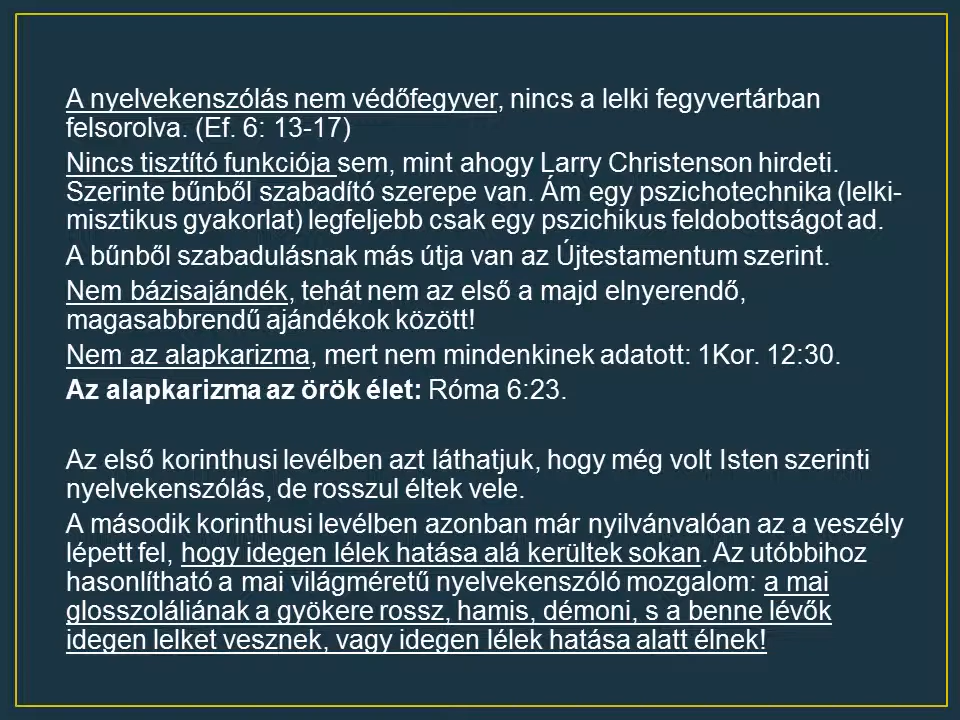 A nyelvekenszólás nem védőfegyver, nincs a lelki fegyvertárban
felsorolva. (Ef. 6: 13-17)
Nincs tisztító funkciója sem, mint ahogy Larry Christenson hirdeti.
Szerinte bűnből szabadító szerepe van. Ám egy pszichotechnika (lelki-
misztikus gyakorlat) legfeljebb csak egy pszichikus feldobottságot ad.
A bűnből szabadulásnak más útja van az Újtestamentum szerint.
Nem bázisajándék, tehát nem az első a majd elnyerendő,
magasabbrendű ajándékok között!
Nem az alapkarizma, mert nem mindenkinek adatott: 1Kor. 12:30.
Az alapkarizma az örök élet: Róma 6:23.
Az első korinthusi levélben azt láthatjuk, hogy még volt Isten szerinti
nyelvekenszólás, de rosszul éltek vele.
A második korinthusi levélben azonban már nyilvánvalóan az a veszély
lépett fel, hogy idegen lélek hatása alá kerültek sokan. Az utóbbihoz
hasonlítható a mai világméretű nyelvekenszóló mozgalom: a mai
glosszoláliának a gyökere rossz, hamis, démoni, s a benne lévők
idegen lelket vesznek, vagy idegen lélek hatása alatt élnek!